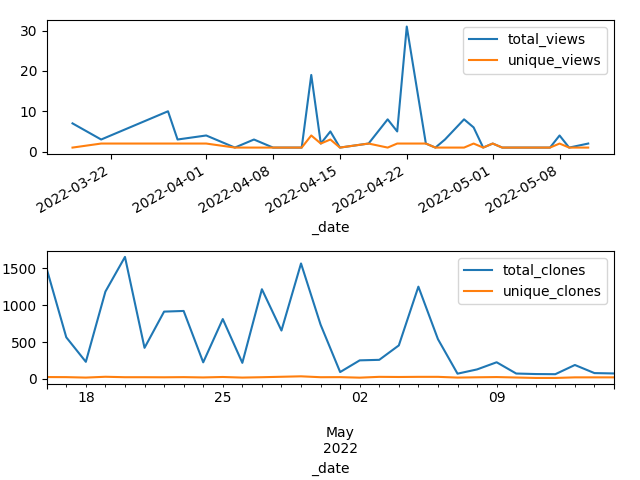 30
20
10
0
total_views
unique_views
2022-03-22
2022-04-01
2022-04-08
2022-04-15
2022-04-22
2022-05-01
2022-05-08
_date
1500
1000
500
0
total_clones
unique_clones
18
25
02
09
May
2022
_date